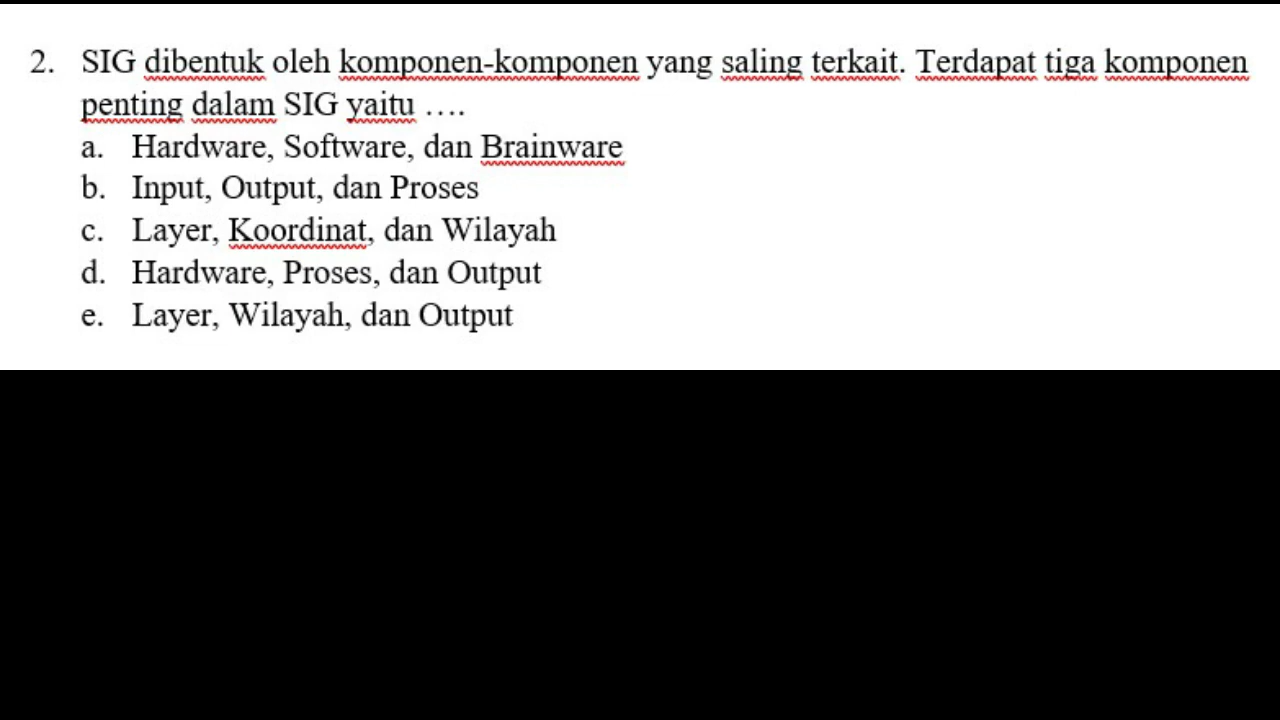 2. SIG dibentuk oleh komponen-komponen yang saling terkait. Terdapat tiga komponen
penting dalam SIG yaitu ….
a. Hardware, Software, dan Brainware
b. Input, Output, dan Proses
c. Layer, Koordinat, dan Wilayah
d. Hardware, Proses, dan Output
e. Layer, Wilayah, dan Output